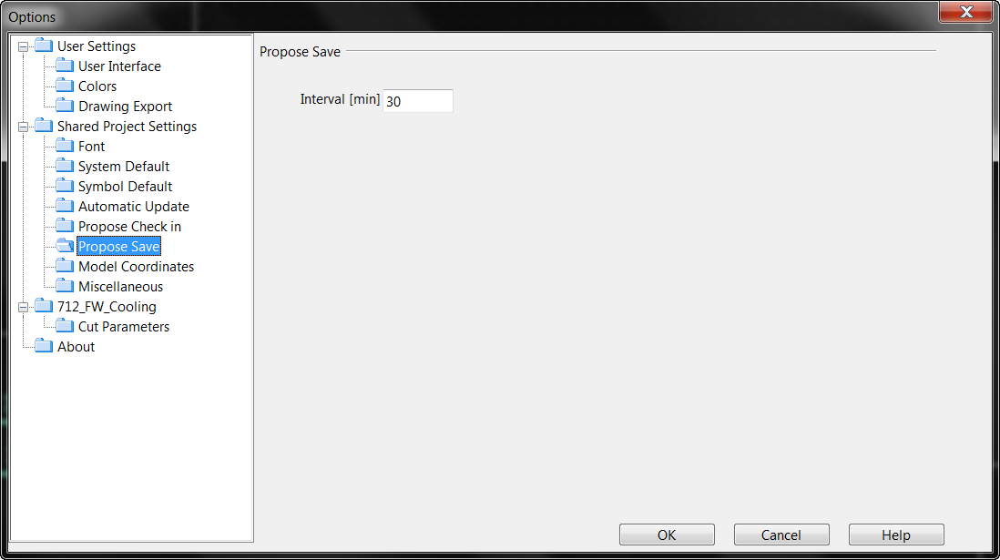 Options
User Settings
User Interface
Colors
Drawing Export
Shared Project Settings
Font
System Default
Symbol Default
Automatic Update
Propose Check in
Propose Save
Model Coordinates
Miscellaneous
712_FW_Cooling
Cut Parameters
About
Propose Save
Interval [min] 30
OK Cancel Help